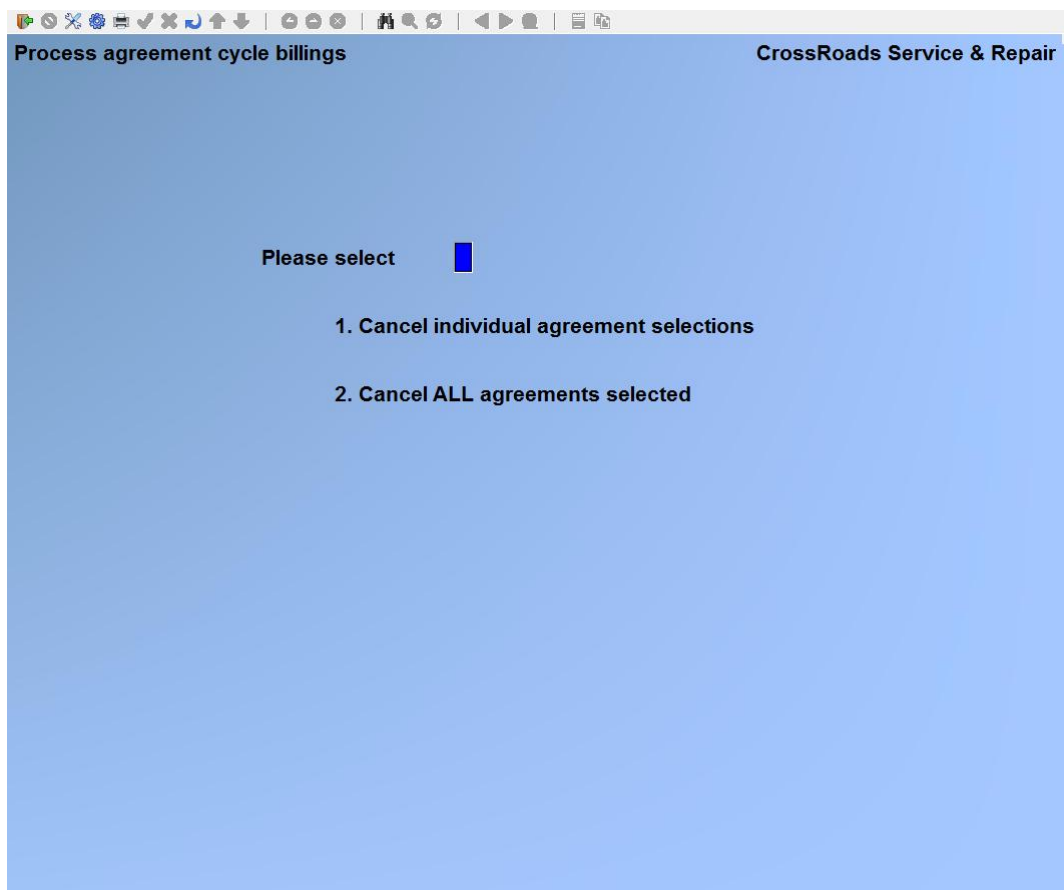 Process agreement cycle billings CrossRoads Service & Repair
Please select
1. Cancel individual agreement selections
2. Cancel ALL agreements selected